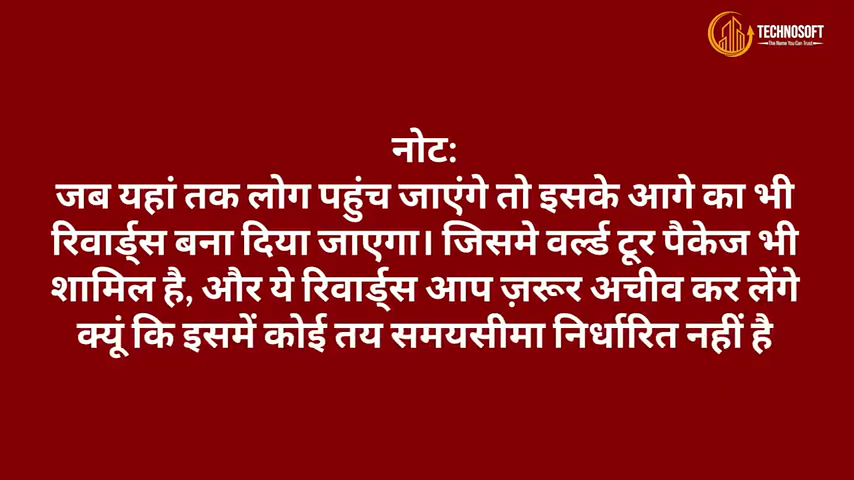 TECHNOSOFT
The Name You Can Trust
नोट:
जब यहां तक लोग पहुंच जाएंगे तो इसके आगे का भी
रिवार्ड्स बना दिया जाएगा। जिसमे वर्ल्ड टूर पैकेज भी
शामिल है, और ये रिवार्ड्स आप ज़रूर अचीव कर लेंगे
क्यूं कि इसमें कोई तय समयसीमा निर्धारित नहीं है